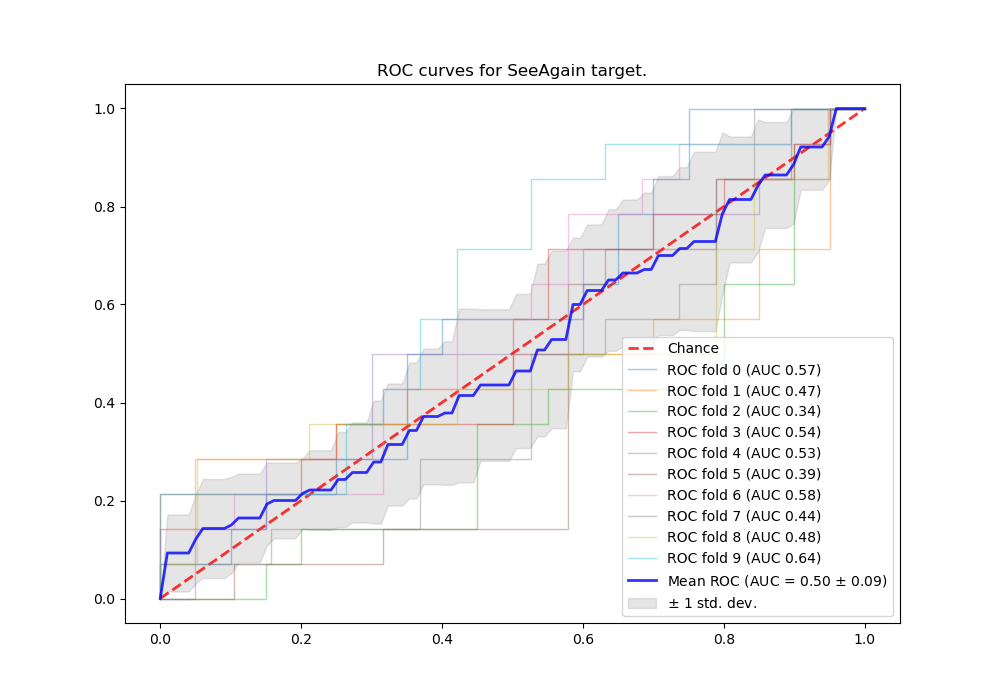 ROC curves for SeeAgain target.
1.0
0.8
0.6
0.4
0.2
0.0
Chance
ROC fold 0 (AUC 0.57)
ROC fold 1 (AUC 0.47)
ROC fold 2 (AUC 0.34)
ROC fold 3 (AUC 0.54)
ROC fold 4 (AUC 0.53)
ROC fold 5 (AUC 0.39)
ROC fold 6 (AUC 0.58)
ROC fold 7 (AUC 0.44)
ROC fold 8 (AUC 0.48)
ROC fold 9 (AUC 0.64)
Mean ROC (AUC = 0.50 ± 0.09)
± 1 std. dev.
0.0 0.2 0.4 0.6 0.8 1.0